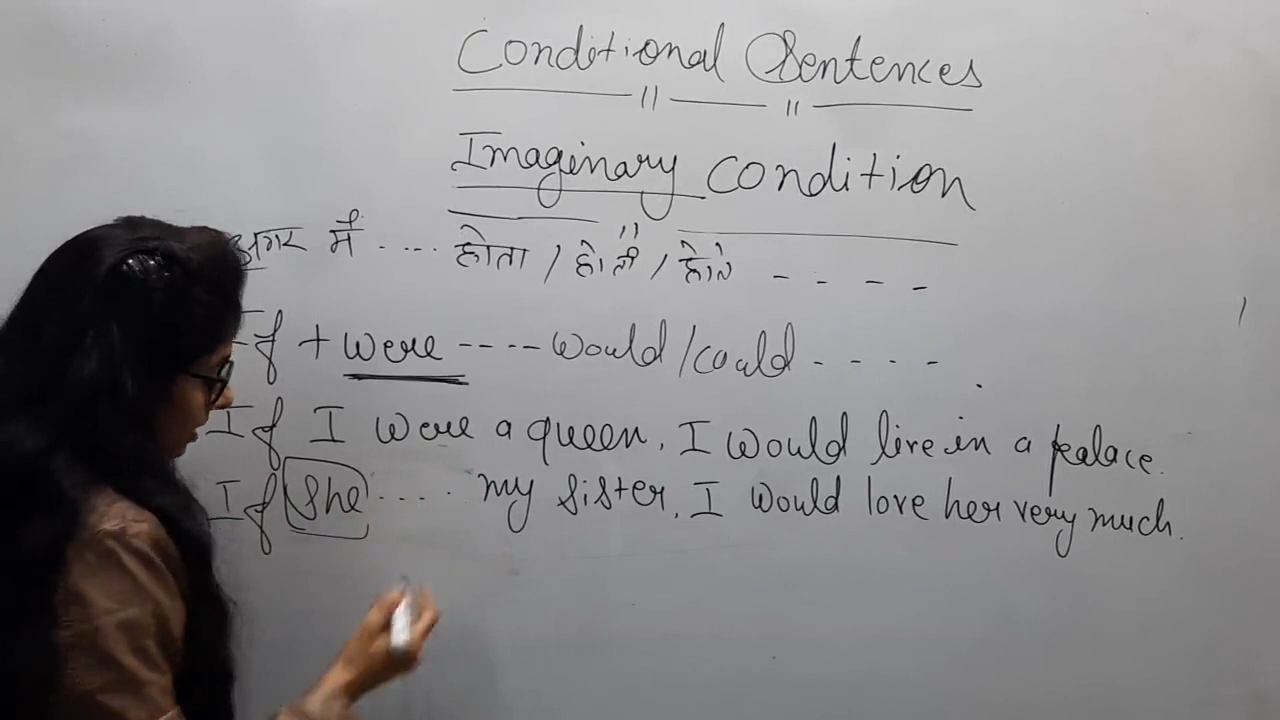 Conditional Sentences
Imaginary Condition
अगर मैं .... होता / होती / होते - - - -
If + were ---- would/could - - - - .
If I were a queen, I would live in a palace.
If she ..... my sister, I would love her very much.